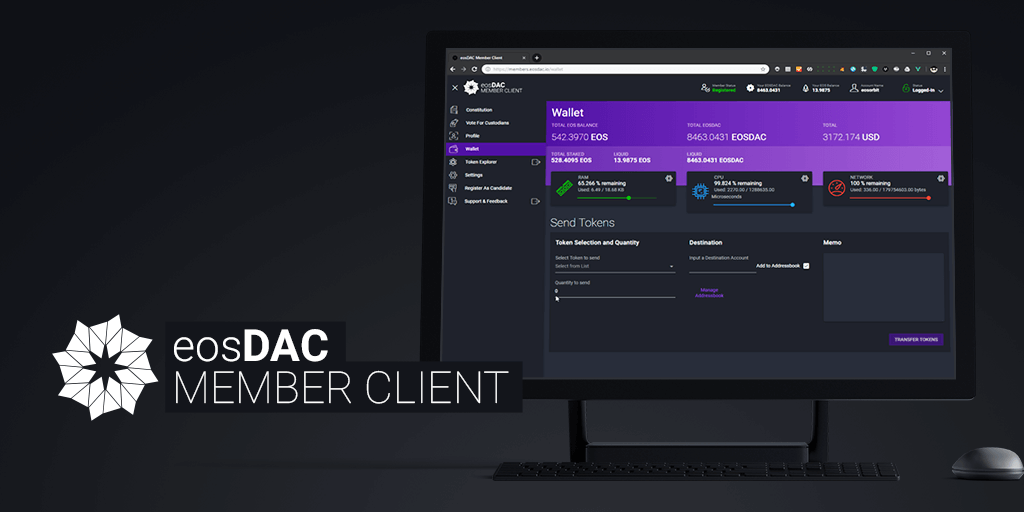 eosDAC Member Client
https://members.eosdac.io/wallet
eosDAC
MEMBER CLIENT
Member Status
Registered
Your EOSDAC Balance
8463.0431
Your EOS Balance
13.9875
Account Name
eosorbit
Status
Logged-In
Constitution
Vote For Custodians
Profile
Wallet
Token Explorer
Settings
Register As Candidate
Support & Feedback
Wallet
TOTAL EOS BALANCE
542.3970 EOS
TOTAL EOSDAC
8463.0431 EOSDAC
TOTAL
3172.174 USD
TOTAL STAKED
528.4095 EOS
LIQUID
13.9875 EOS
LIQUID
8463.0431 EOSDAC
RAM
65.266 % remaining
Used: 6.49 / 18.68 KB
CPU
99.824 % remaining
Used: 2270.00 / 1288635.00
Microseconds
NETWORK
100 % remaining
Used: 336.00 / 179754603.00 bytes
Send Tokens
Token Selection and Quantity
Select Token to send
Select from List
Quantity to send
0
Destination
Input a Destination Account
Add to Addressbook
Manage
Addressbook
Memo
TRANSFER TOKENS
eosDAC
MEMBER CLIENT